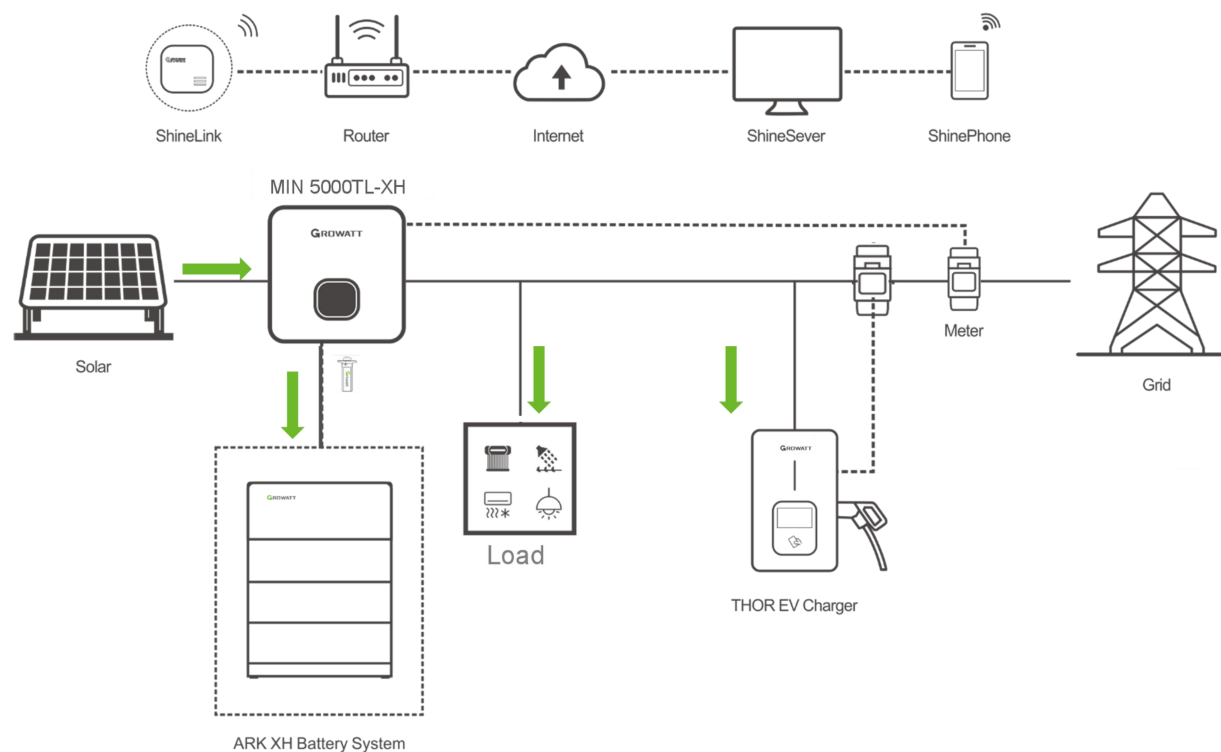 ShineLink
Router
Internet
ShineSever
ShinePhone
MIN 5000TL-XH
GROWATT
Solar
Meter
Grid
GROWATT
GROWATT
Load
THOR EV Charger
ARK XH Battery System